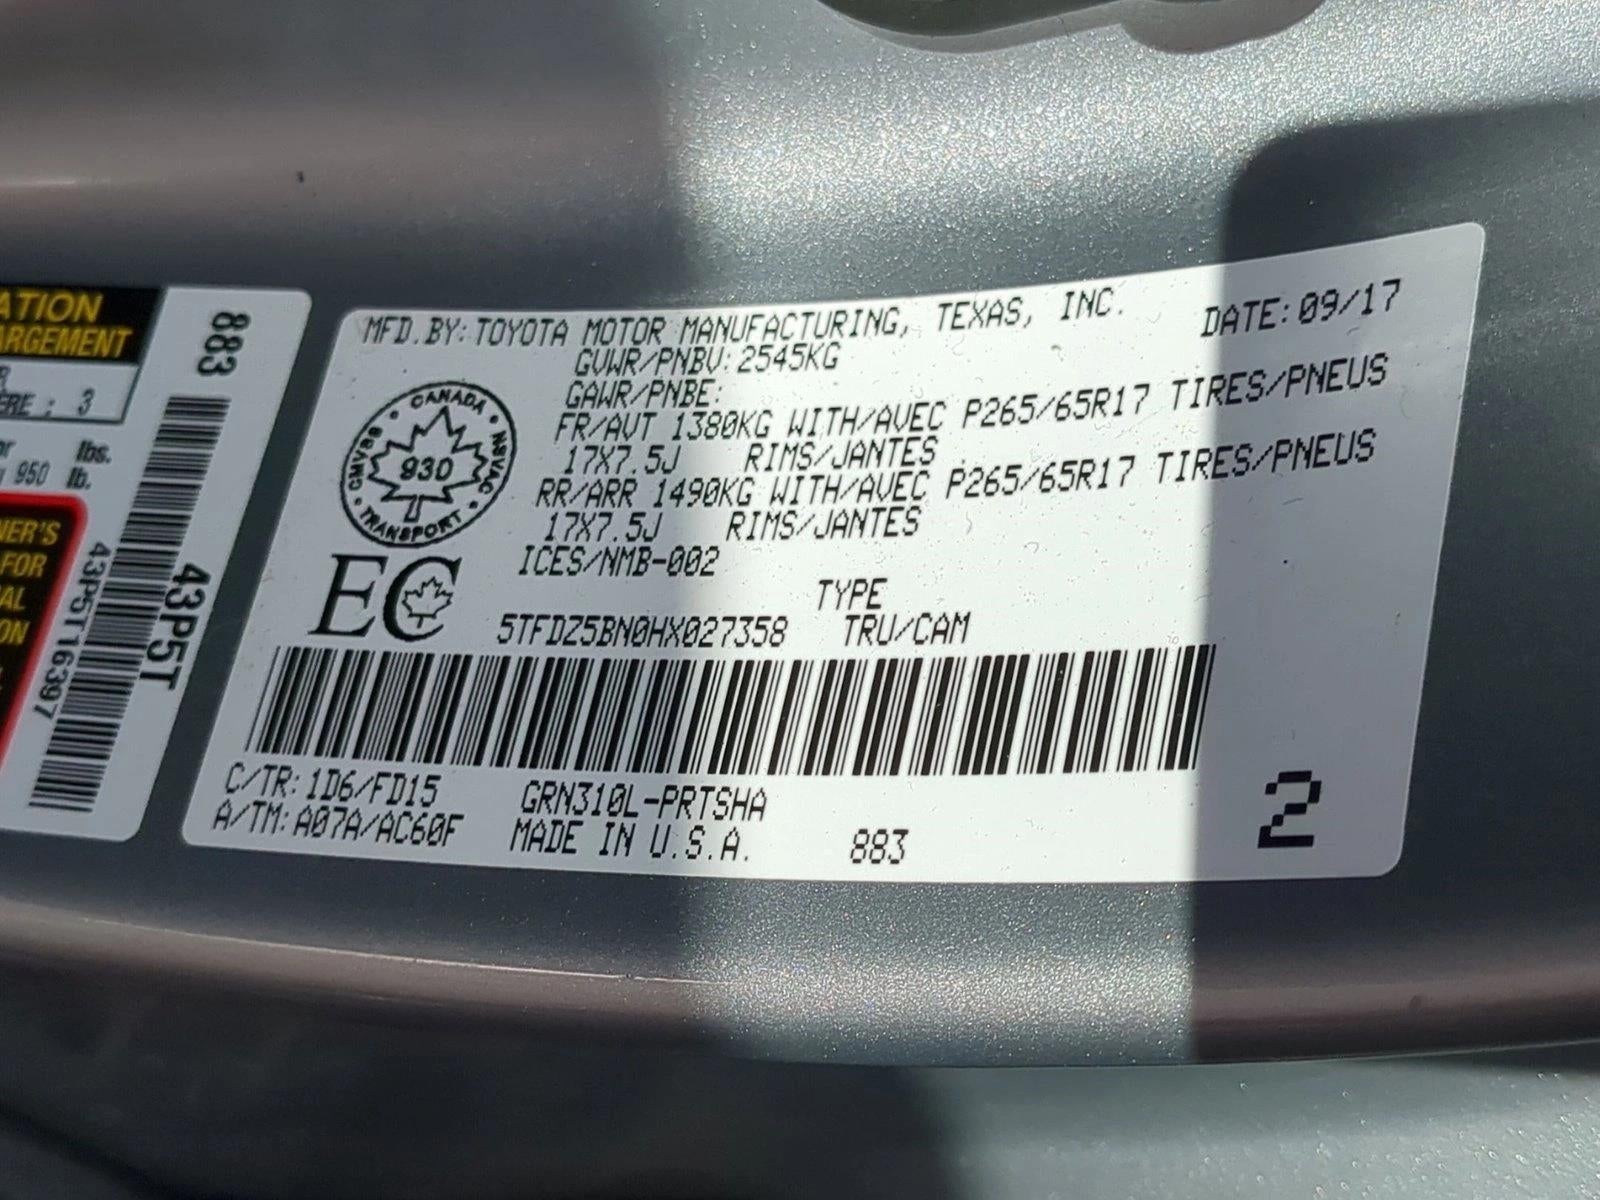 MFD.BY: TOYOTA MOTOR MANUFACTURING, TEXAS, INC. DATE: 09/17
GVWR/PNBV: 2545KG
GAWR/PNBE:
FR/AVT 1380KG WITH/AVEC P265/65R17 TIRES/PNEUS
17X7.5J RIMS/JANTES
RR/ARR 1490KG WITH/AVEC P265/65R17 TIRES/PNEUS
17X7.5J RIMS/JANTES
ICES/NMB-002
CANADA
CMVSS
930
NSVAC
TRANSPORT
EC
TYPE
5TFDZ5BN0HX027358 TRU/CAM
C/TR: 1D6/FD15 GRN310L-PRTSHA
A/TM: A07A/AC60F MADE IN U.S.A. 883
2
883
43P5T
43P5T16397
ATION
ARGEMENT
R
ERE : 3
or lbs.
950 lb.
NER'S
FOR
AL
ON